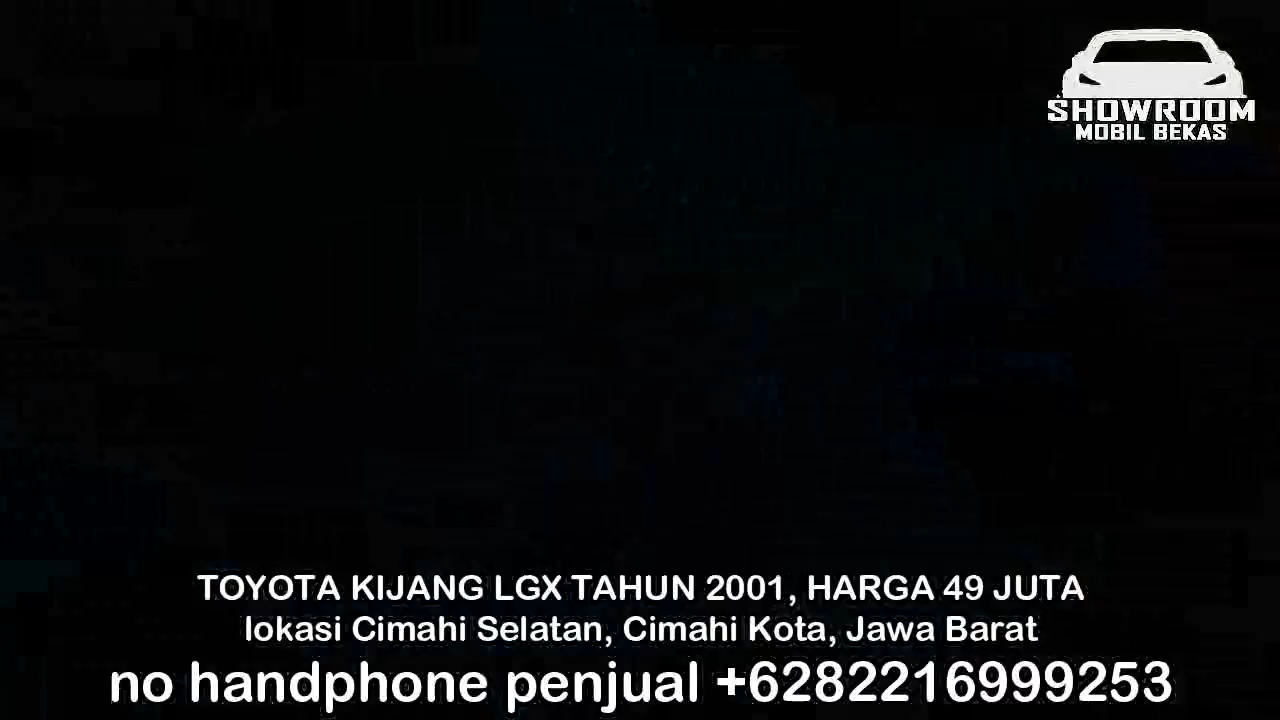 SHOWROOM
MOBIL BEKAS
TOYOTA KIJANG LGX TAHUN 2001, HARGA 49 JUTA
lokasi Cimahi Selatan, Cimahi Kota, Jawa Barat
no handphone penjual +6282216999253